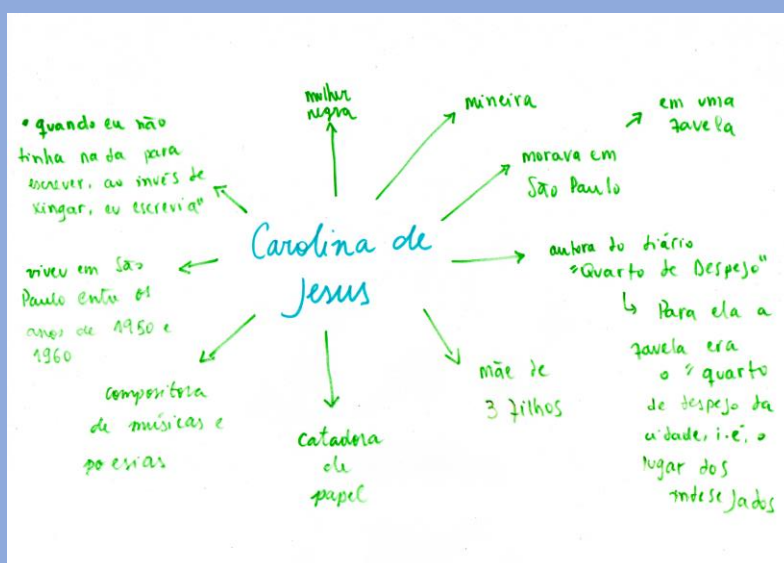 Carolina de
Jesus
mulher
negra
mineira
morava em
São Paulo
em uma
favela
autora do diário
"Quarto de Despejo"
↳ Para ela a
favela era
o "quarto
de despejo da
cidade, i.e., o
lugar dos
indesejados
mãe de
3 filhos
catadora
de
papel
compositora
de músicas e
poesias
viveu em São
Paulo entre os
anos de 1950 e
1960
• quando eu não
tinha nada para
escrever, ao invés de
xingar, eu escrevia"